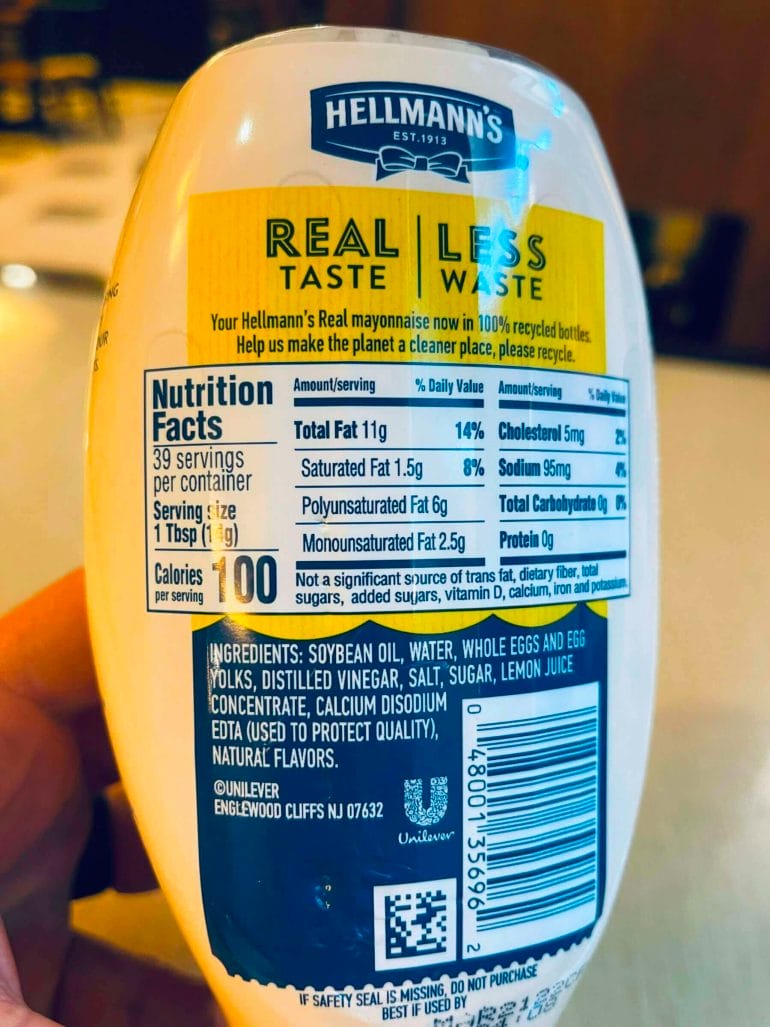 HELLMANN'S
EST.1913
REAL LESS
TASTE WASTE
Your Hellmann's Real mayonnaise now in 100% recycled bottles.
Help us make the planet a cleaner place, please recycle.
Nutrition
Facts
39 servings
per container
Serving size
1 Tbsp
Calories 100
per serving
Amount/serving % Daily Value
Total Fat 11g 14%
Saturated Fat 1.5g 8%
Polyunsaturated Fat 6g
Monounsaturated Fat 2.5g
Amount/serving % Daily Value
Cholesterol 5mg 2%
Sodium 95mg 4%
Total Carbohydrate 0g 0%
Protein 0g
Not a significant source of trans fat, dietary fiber, total
sugars, added sugars, vitamin D, calcium, iron and potassium.
INGREDIENTS: SOYBEAN OIL, WATER, WHOLE EGGS AND EGG
YOLKS, DISTILLED VINEGAR, SALT, SUGAR, LEMON JUICE
CONCENTRATE, CALCIUM DISODIUM
EDTA (USED TO PROTECT QUALITY),
NATURAL FLAVORS.
©UNILEVER
ENGLEWOOD CLIFFS NJ 07632
U
Unilever
0 48001 35696 2
IF SAFETY SEAL IS MISSING, DO NOT PURCHASE
BEST IF USED BY